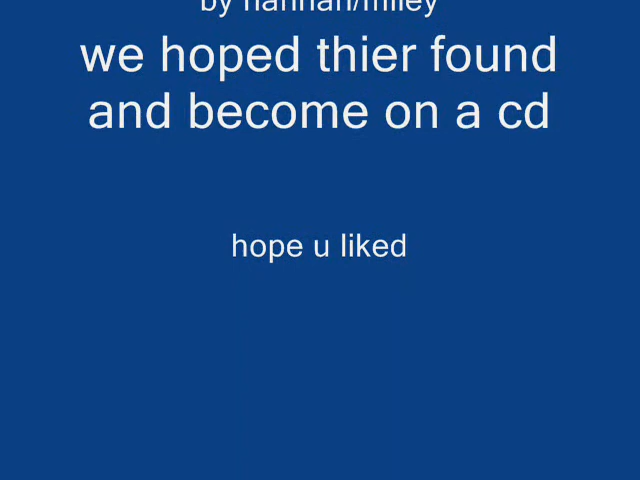 by hannah/miley
we hoped thier found
and become on a cd
hope u liked